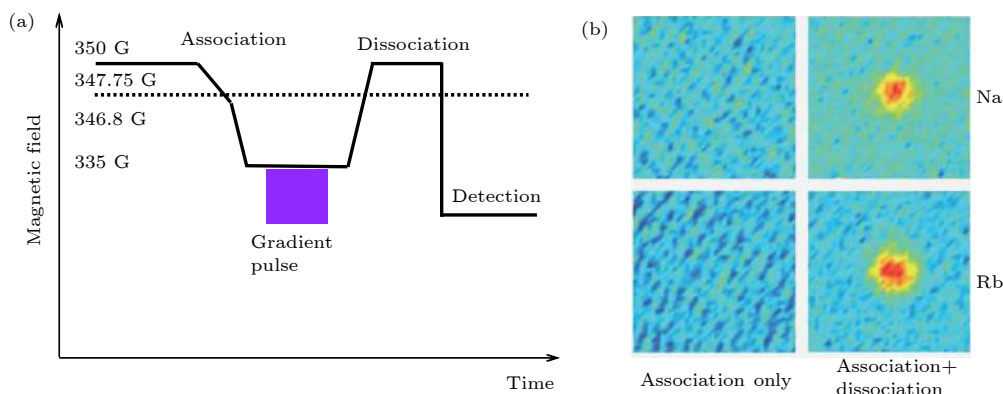 (a)
Magnetic field
350 G
347.75 G
346.8 G
335 G
Association
Dissociation
Detection
Gradient
pulse
Time
(b)
Na
Rb
Association only
Association+
dissociation